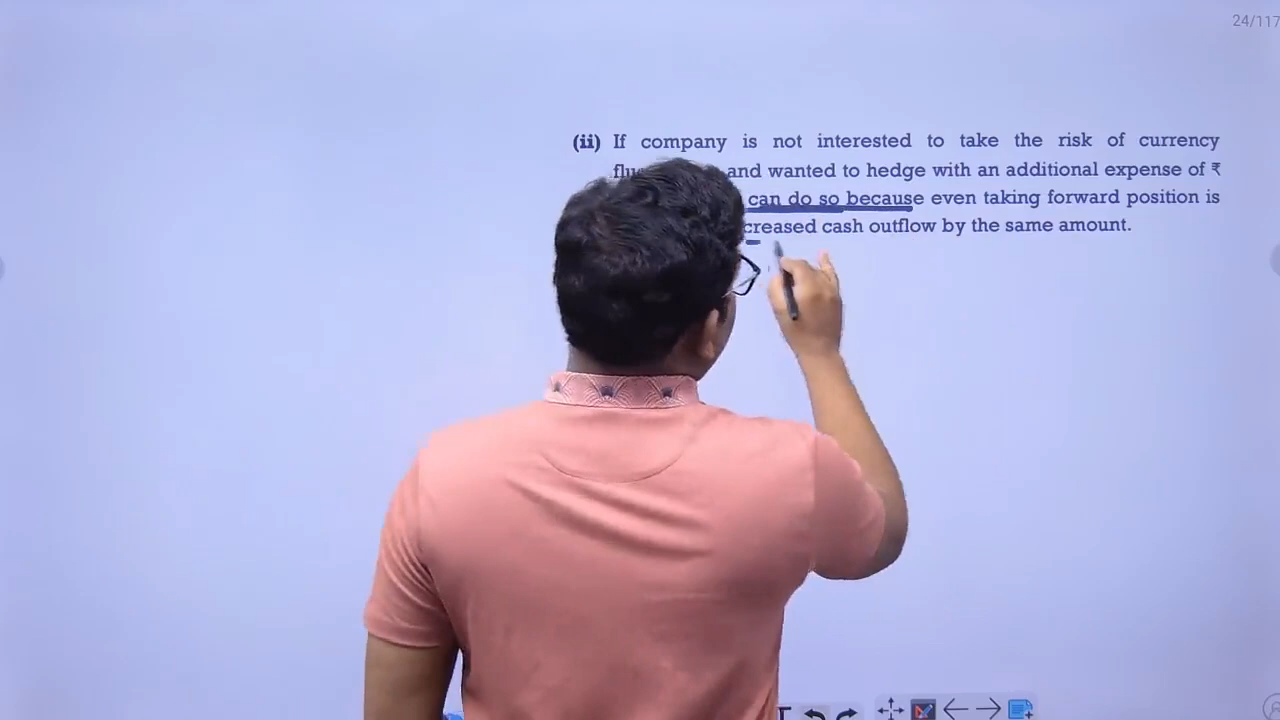 24/117
(ii) If company is not interested to take the risk of currency
and wanted to hedge with an additional expense of ₹
can do so because even taking forward position is
cash outflow by the same amount.